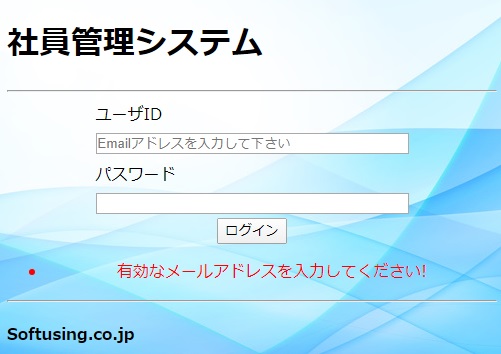 社員管理システム
ユーザID
Emailアドレスを入力して下さい
パスワード
ログイン
有効なメールアドレスを入力してください!
Softusing.co.jp